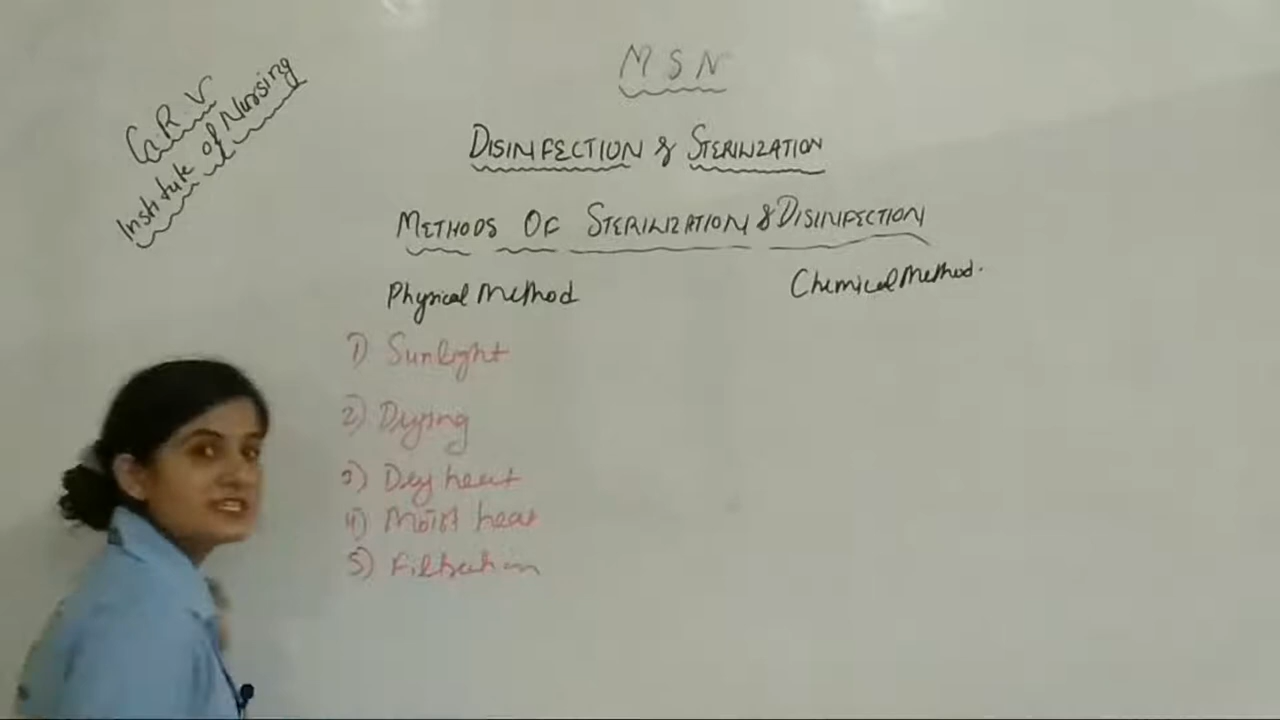 G.R.V
Institute of Nursing
MSN
DISINFECTION & STERILIZATION
METHODS OF STERILIZATION & DISINFECTION
Physical Method
Chemical Method.
1) Sunlight
2) Drying
3) Dry heat
4) Moist heat
5) Filtration